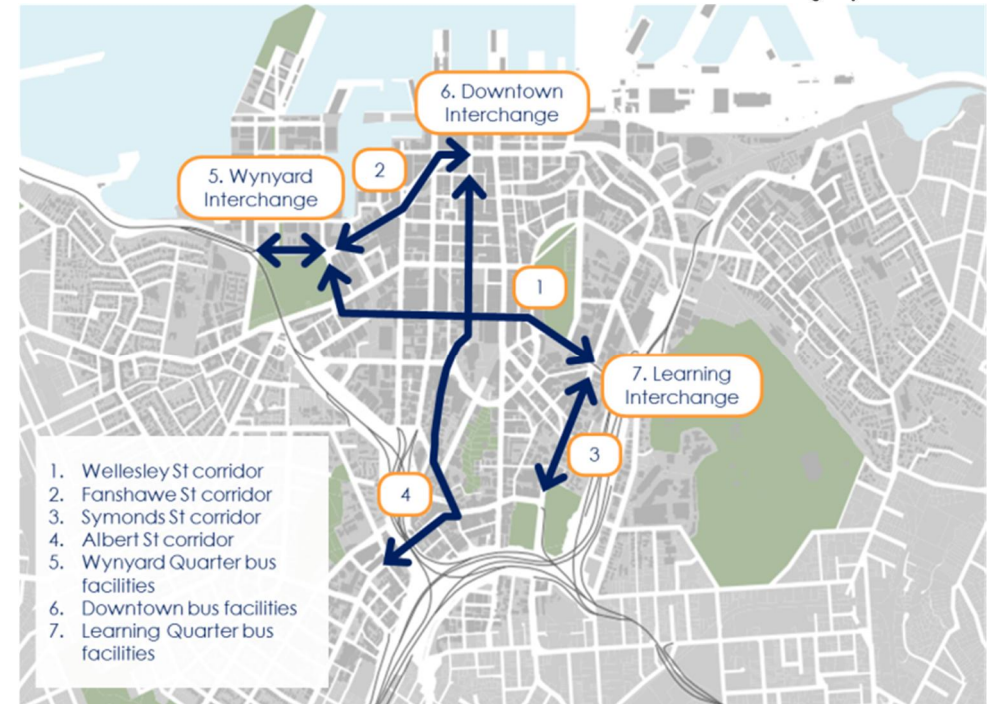 6. Downtown
Interchange
2
5. Wynyard
Interchange
1
7. Learning
Interchange
3
4
1. Wellesley St corridor
2. Fanshawe St corridor
3. Symonds St corridor
4. Albert St corridor
5. Wynyard Quarter bus
facilities
6. Downtown bus facilities
7. Learning Quarter bus
facilities